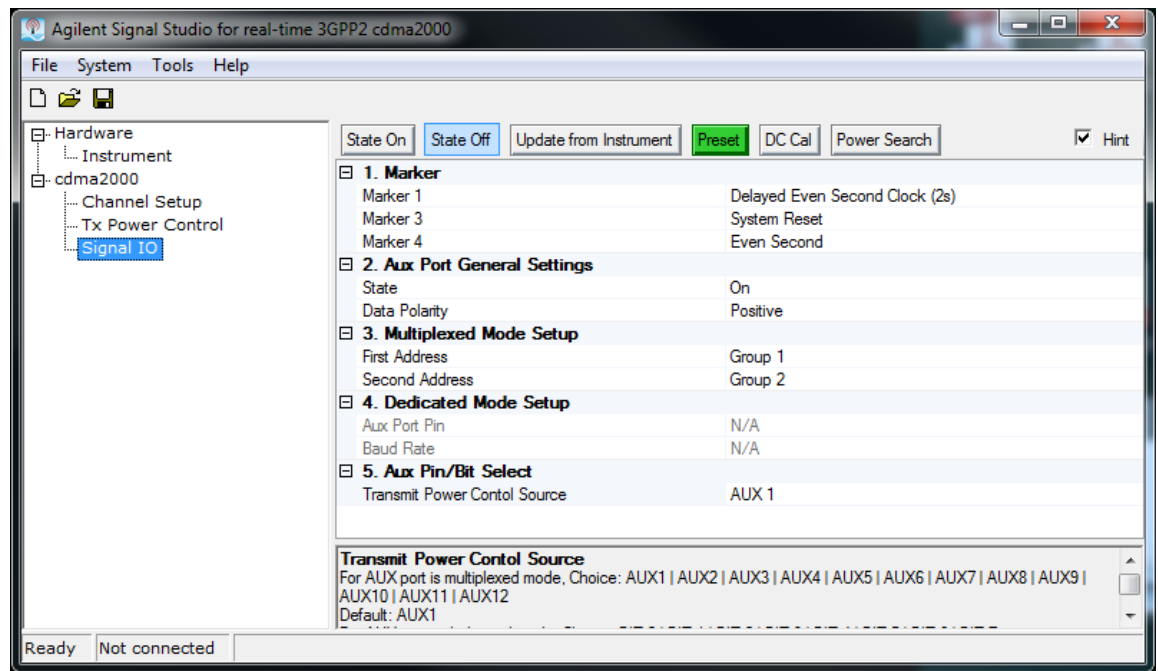 Agilent Signal Studio for real-time 3GPP2 cdma2000
File System Tools Help
Hardware
Instrument
cdma2000
Channel Setup
Tx Power Control
Signal IO
State On State Off Update from Instrument Preset DC Cal Power Search Hint
1. Marker
Marker 1 Delayed Even Second Clock (2s)
Marker 3 System Reset
Marker 4 Even Second
2. Aux Port General Settings
State On
Data Polarity Positive
3. Multiplexed Mode Setup
First Address Group 1
Second Address Group 2
4. Dedicated Mode Setup
Aux Port Pin N/A
Baud Rate N/A
5. Aux Pin/Bit Select
Transmit Power Contol Source AUX 1
Transmit Power Contol Source
For AUX port is multiplexed mode, Choice: AUX1 | AUX2 | AUX3 | AUX4 | AUX5 | AUX6 | AUX7 | AUX8 | AUX9 |
AUX10 | AUX11 | AUX12
Default: AUX1
Ready Not connected